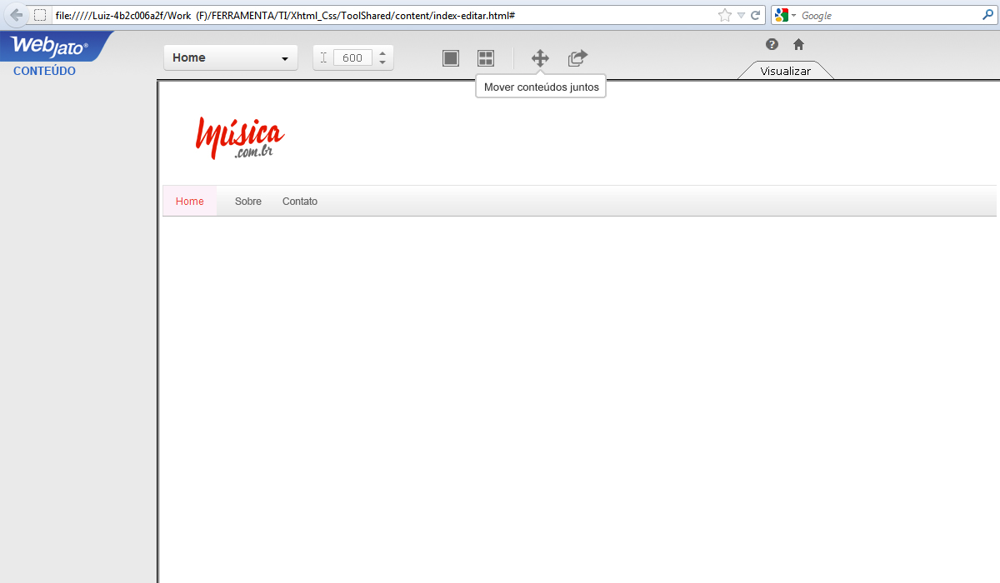 file://///Luiz-4b2c006a2f/Work (F)/FERRAMENTA/TI/Xhtml_Css/ToolShared/content/index-editar.html#
Google
Webjato®
CONTEÚDO
Home
600
Visualizar
Mover conteúdos juntos
Música
.com.br
Home
Sobre
Contato